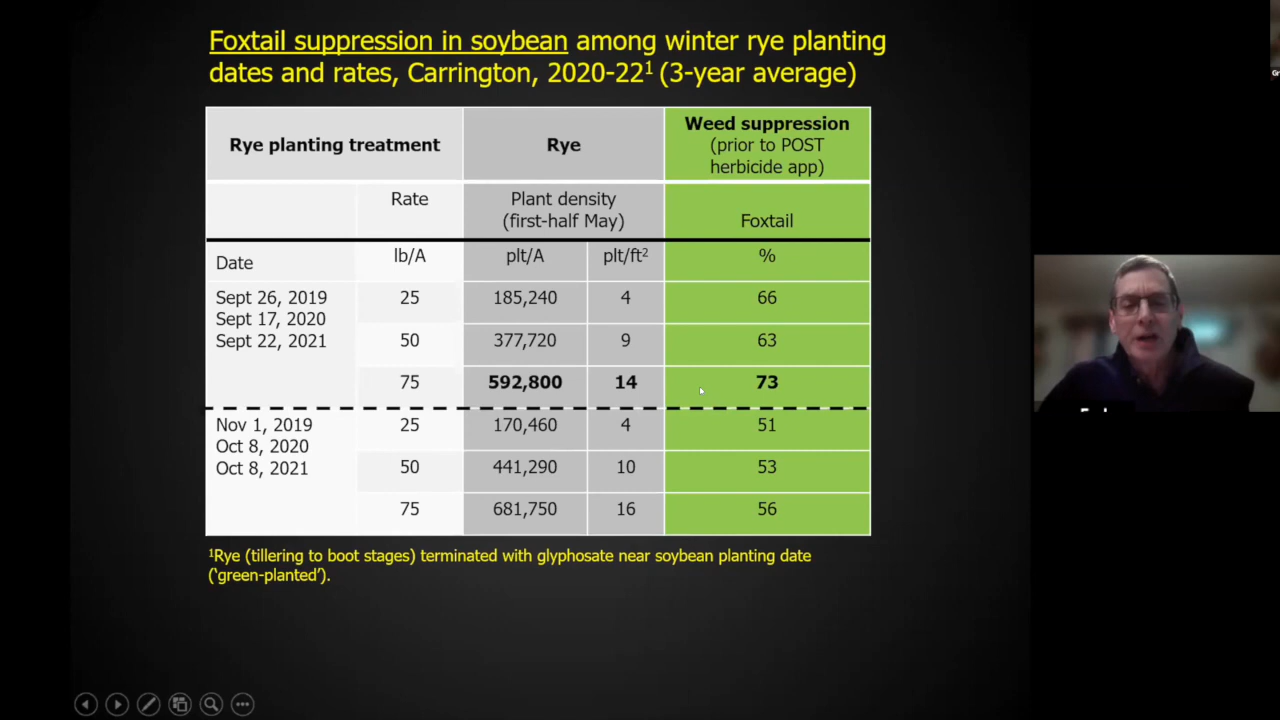 Foxtail suppression in soybean among winter rye planting
dates and rates, Carrington, 2020-22¹ (3-year average)
Rye planting treatment Rye Weed suppression
(prior to POST
herbicide app)
Rate Plant density
(first-half May) Foxtail
Date lb/A plt/A plt/ft² %
Sept 26, 2019 25 185,240 4 66
Sept 17, 2020
Sept 22, 2021 50 377,720 9 63
75 592,800 14 73
Nov 1, 2019 25 170,460 4 51
Oct 8, 2020
Oct 8, 2021 50 441,290 10 53
75 681,750 16 56
¹Rye (tillering to boot stages) terminated with glyphosate near soybean planting date
('green-planted').